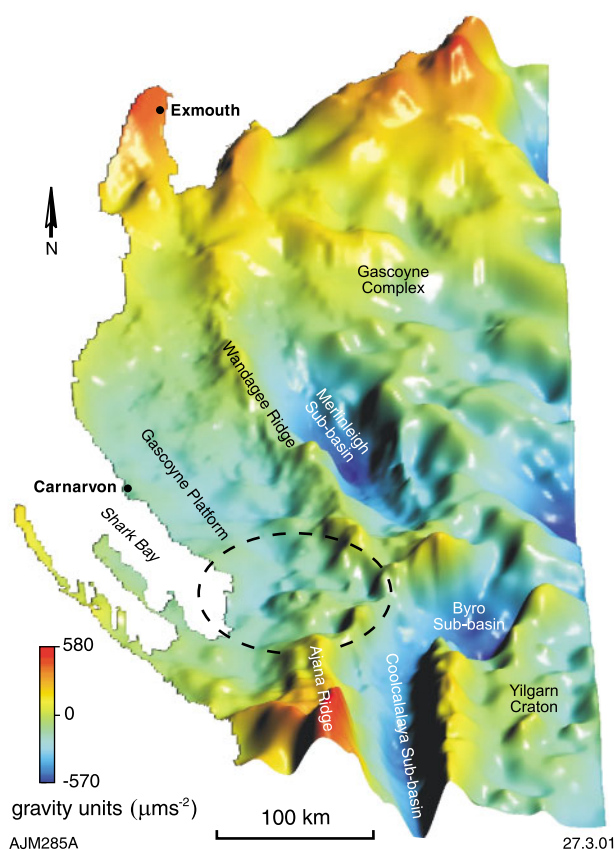 Exmouth
N
Gascoyne
Complex
Wandagee Ridge
Merlinleigh
Sub-basin
Gascoyne Platform
Carnarvon
Shark Bay
Byro
Sub-basin
580
0
-570
Ajana Ridge
Coolcalalaya Sub-basin
Yilgarn
Craton
gravity units (µms⁻²)
100 km
AJM285A
27.3.01